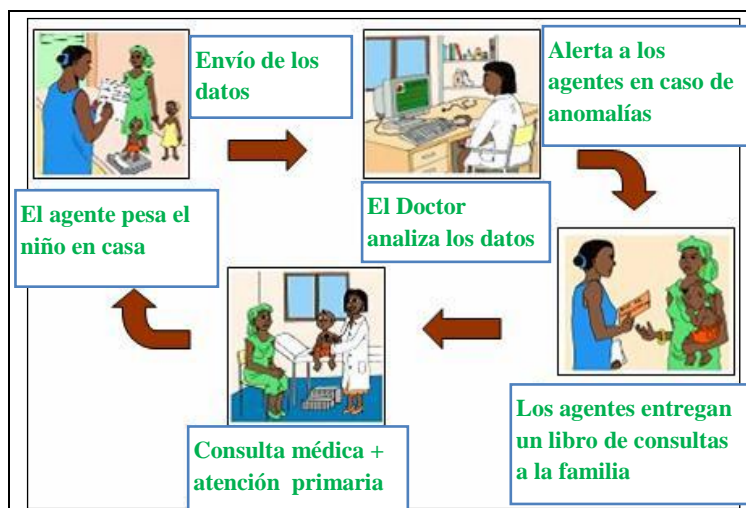 Envío de los
datos
Alerta a los
agentes en caso de
anomalías
El agente pesa el
niño en casa
El Doctor
analiza los datos
Los agentes entregan
un libro de consultas
a la familia
Consulta médica +
atención primaria